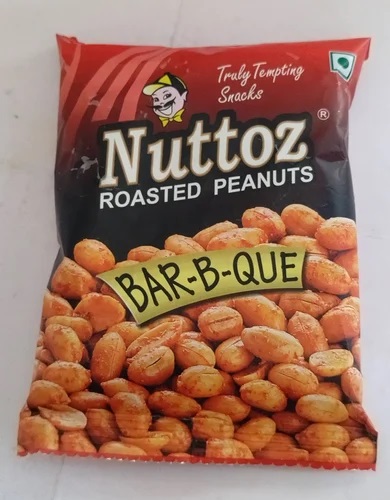 Truly Tempting
Snacks
Nuttoz®
ROASTED PEANUTS
BAR-B-QUE